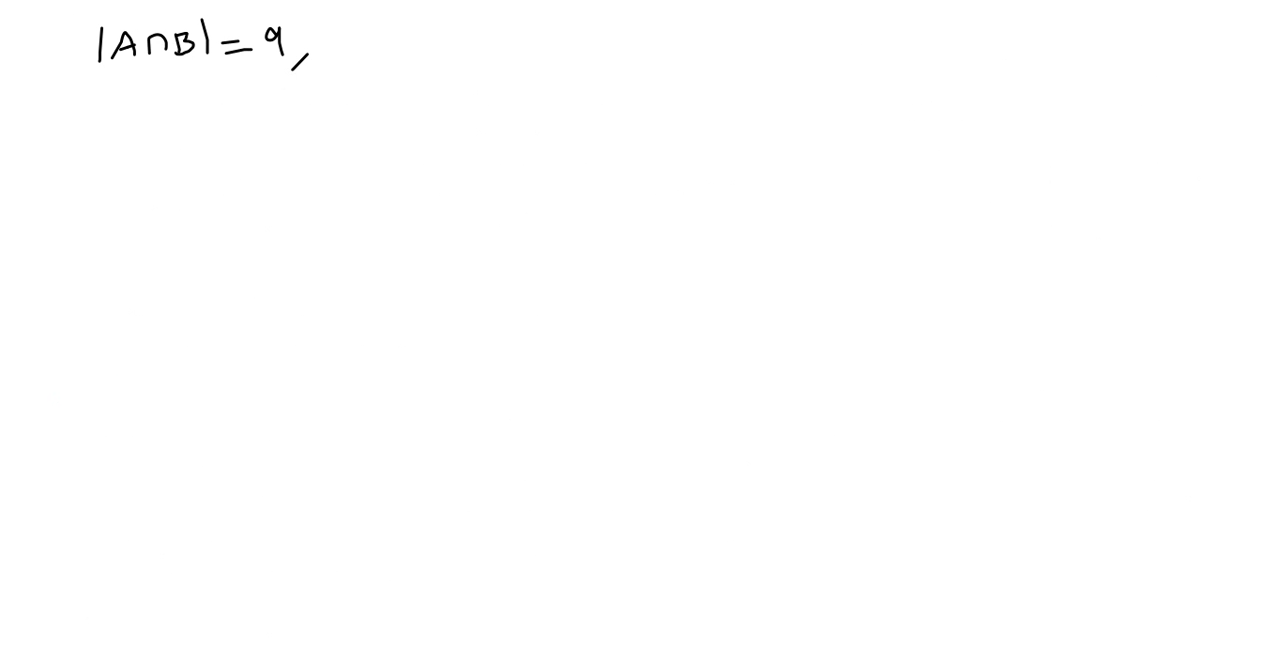 |A∩B| = 9,